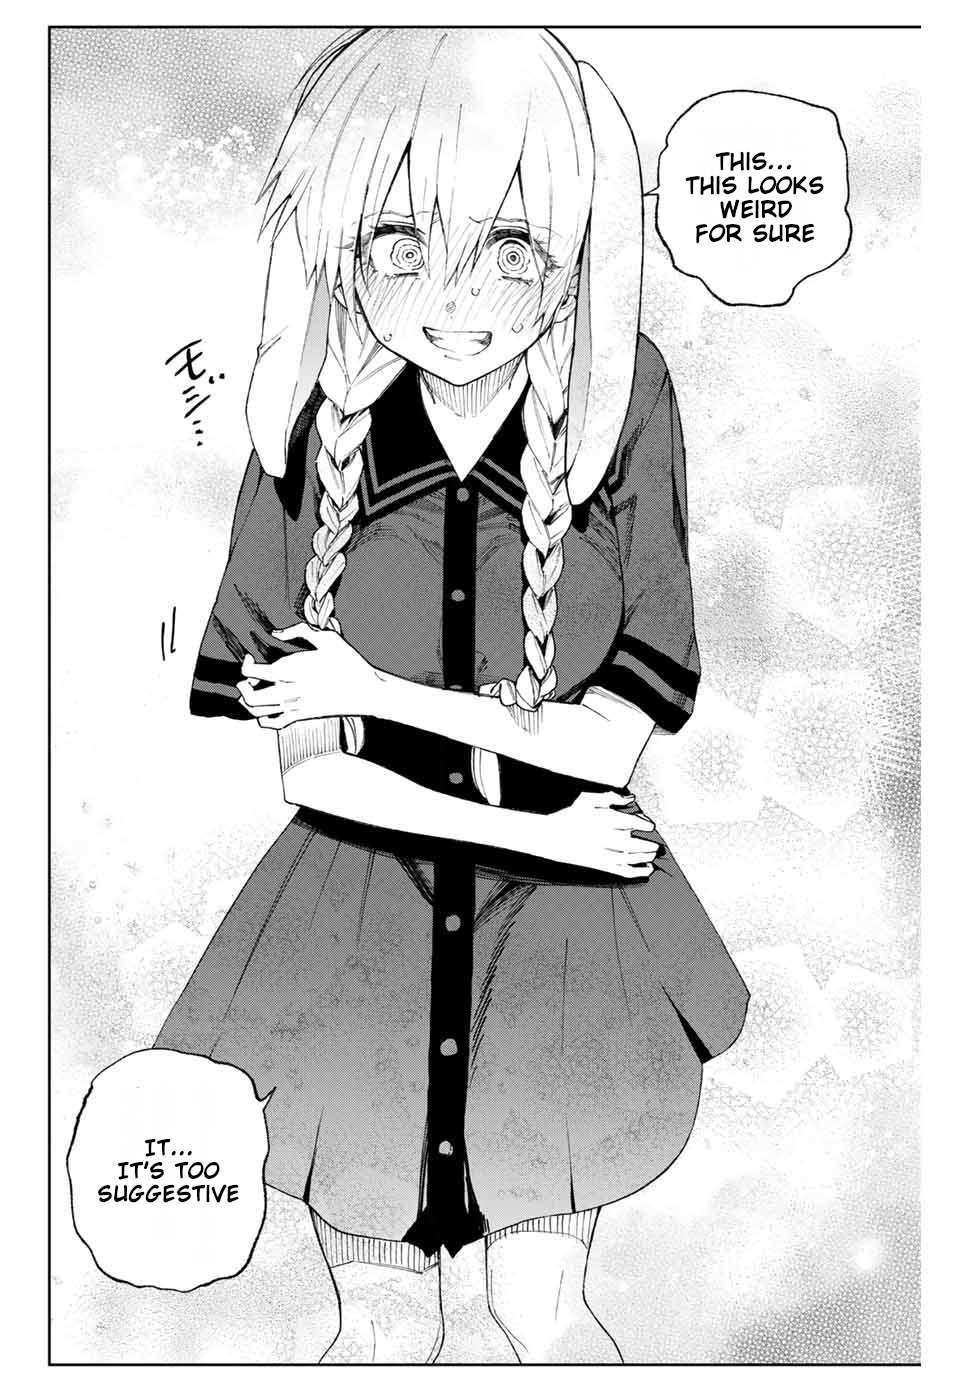 THIS...
THIS LOOKS
WEIRD
FOR SURE
モジ...
IT...
IT'S TOO
SUGGESTIVE